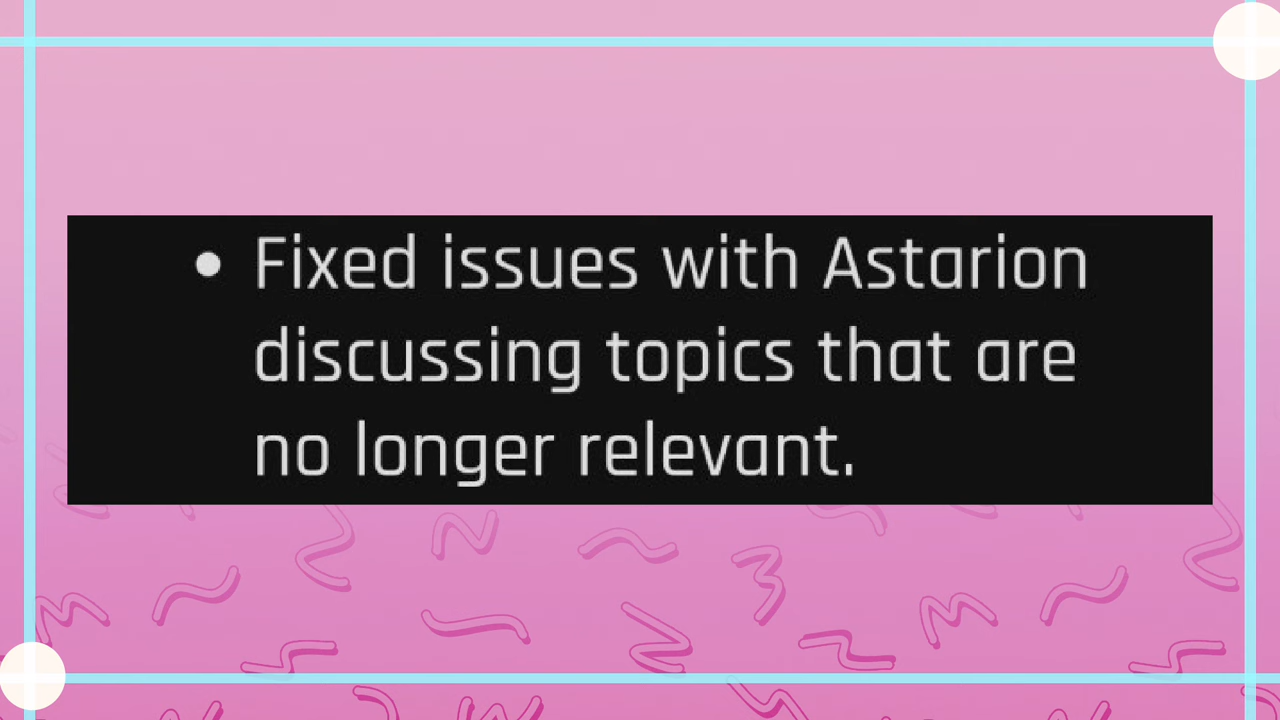 • Fixed issues with Astarion
discussing topics that are
no longer relevant.